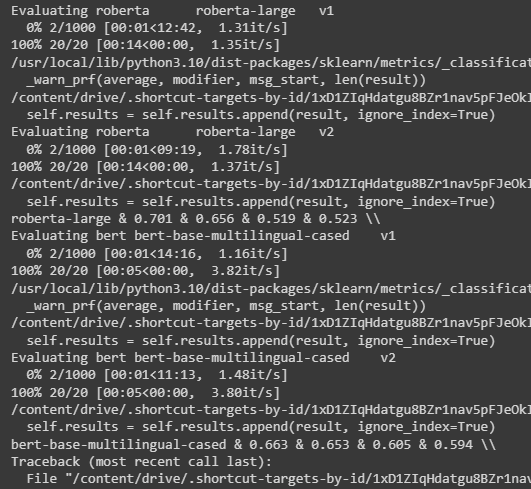 Evaluating roberta roberta-large v1
0% 2/1000 [00:01<12:42, 1.31it/s]
100% 20/20 [00:14<00:00, 1.35it/s]
/usr/local/lib/python3.10/dist-packages/sklearn/metrics/_classificat
_warn_prf(average, modifier, msg_start, len(result))
/content/drive/.shortcut-targets-by-id/1xD1ZIqHdatgu8BZr1nav5pFJeOkI
self.results = self.results.append(result, ignore_index=True)
Evaluating roberta roberta-large v2
0% 2/1000 [00:01<09:19, 1.78it/s]
100% 20/20 [00:14<00:00, 1.37it/s]
/content/drive/.shortcut-targets-by-id/1xD1ZIqHdatgu8BZr1nav5pFJeOkI
self.results = self.results.append(result, ignore_index=True)
roberta-large & 0.701 & 0.656 & 0.519 & 0.523 \\
Evaluating bert bert-base-multilingual-cased v1
0% 2/1000 [00:01<14:16, 1.16it/s]
100% 20/20 [00:05<00:00, 3.82it/s]
/usr/local/lib/python3.10/dist-packages/sklearn/metrics/_classificat
_warn_prf(average, modifier, msg_start, len(result))
/content/drive/.shortcut-targets-by-id/1xD1ZIqHdatgu8BZr1nav5pFJeOkI
self.results = self.results.append(result, ignore_index=True)
Evaluating bert bert-base-multilingual-cased v2
0% 2/1000 [00:01<11:13, 1.48it/s]
100% 20/20 [00:05<00:00, 3.80it/s]
/content/drive/.shortcut-targets-by-id/1xD1ZIqHdatgu8BZr1nav5pFJeOkI
self.results = self.results.append(result, ignore_index=True)
bert-base-multilingual-cased & 0.663 & 0.653 & 0.605 & 0.594 \\
Traceback (most recent call last):
File "/content/drive/.shortcut-targets-by-id/1xD1ZIqHdatgu8BZr1nav